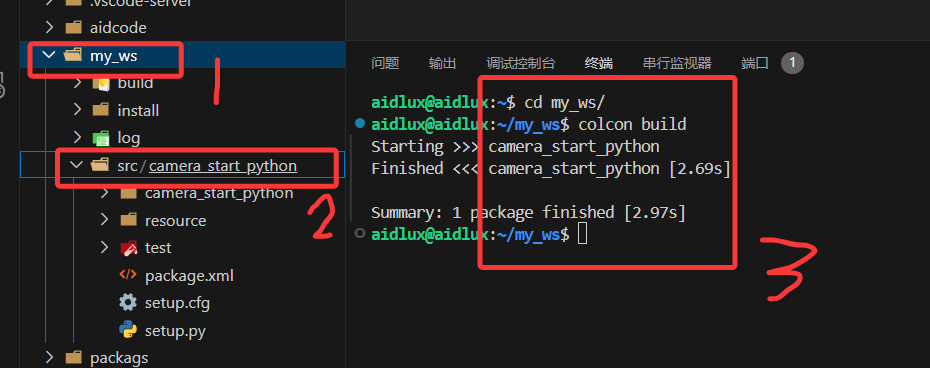 .vscode-server
aidcode
my_ws
build
install
log
src/camera_start_python
camera_start_python
resource
test
package.xml
setup.cfg
setup.py
packags
1
2
问题 输出 调试控制台 终端 串行监视器 端口 1
aidlux@aidlux:~$ cd my_ws/
aidlux@aidlux:~/my_ws$ colcon build
Starting >>> camera_start_python
Finished <<< camera_start_python [2.69s]
Summary: 1 package finished [2.97s]
aidlux@aidlux:~/my_ws$
3